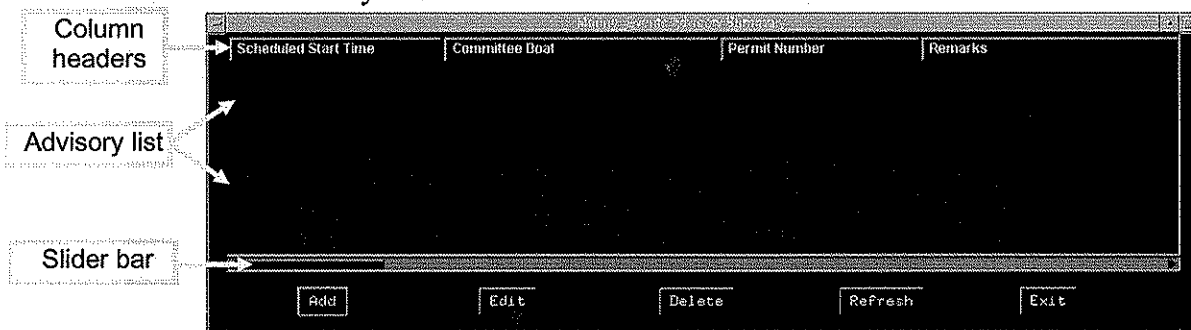 Column headers
Scheduled Start Time
Committee Boat
Permit Number
Remarks
Advisory list
Slider bar
Add
Edit
Delete
Refresh
Exit